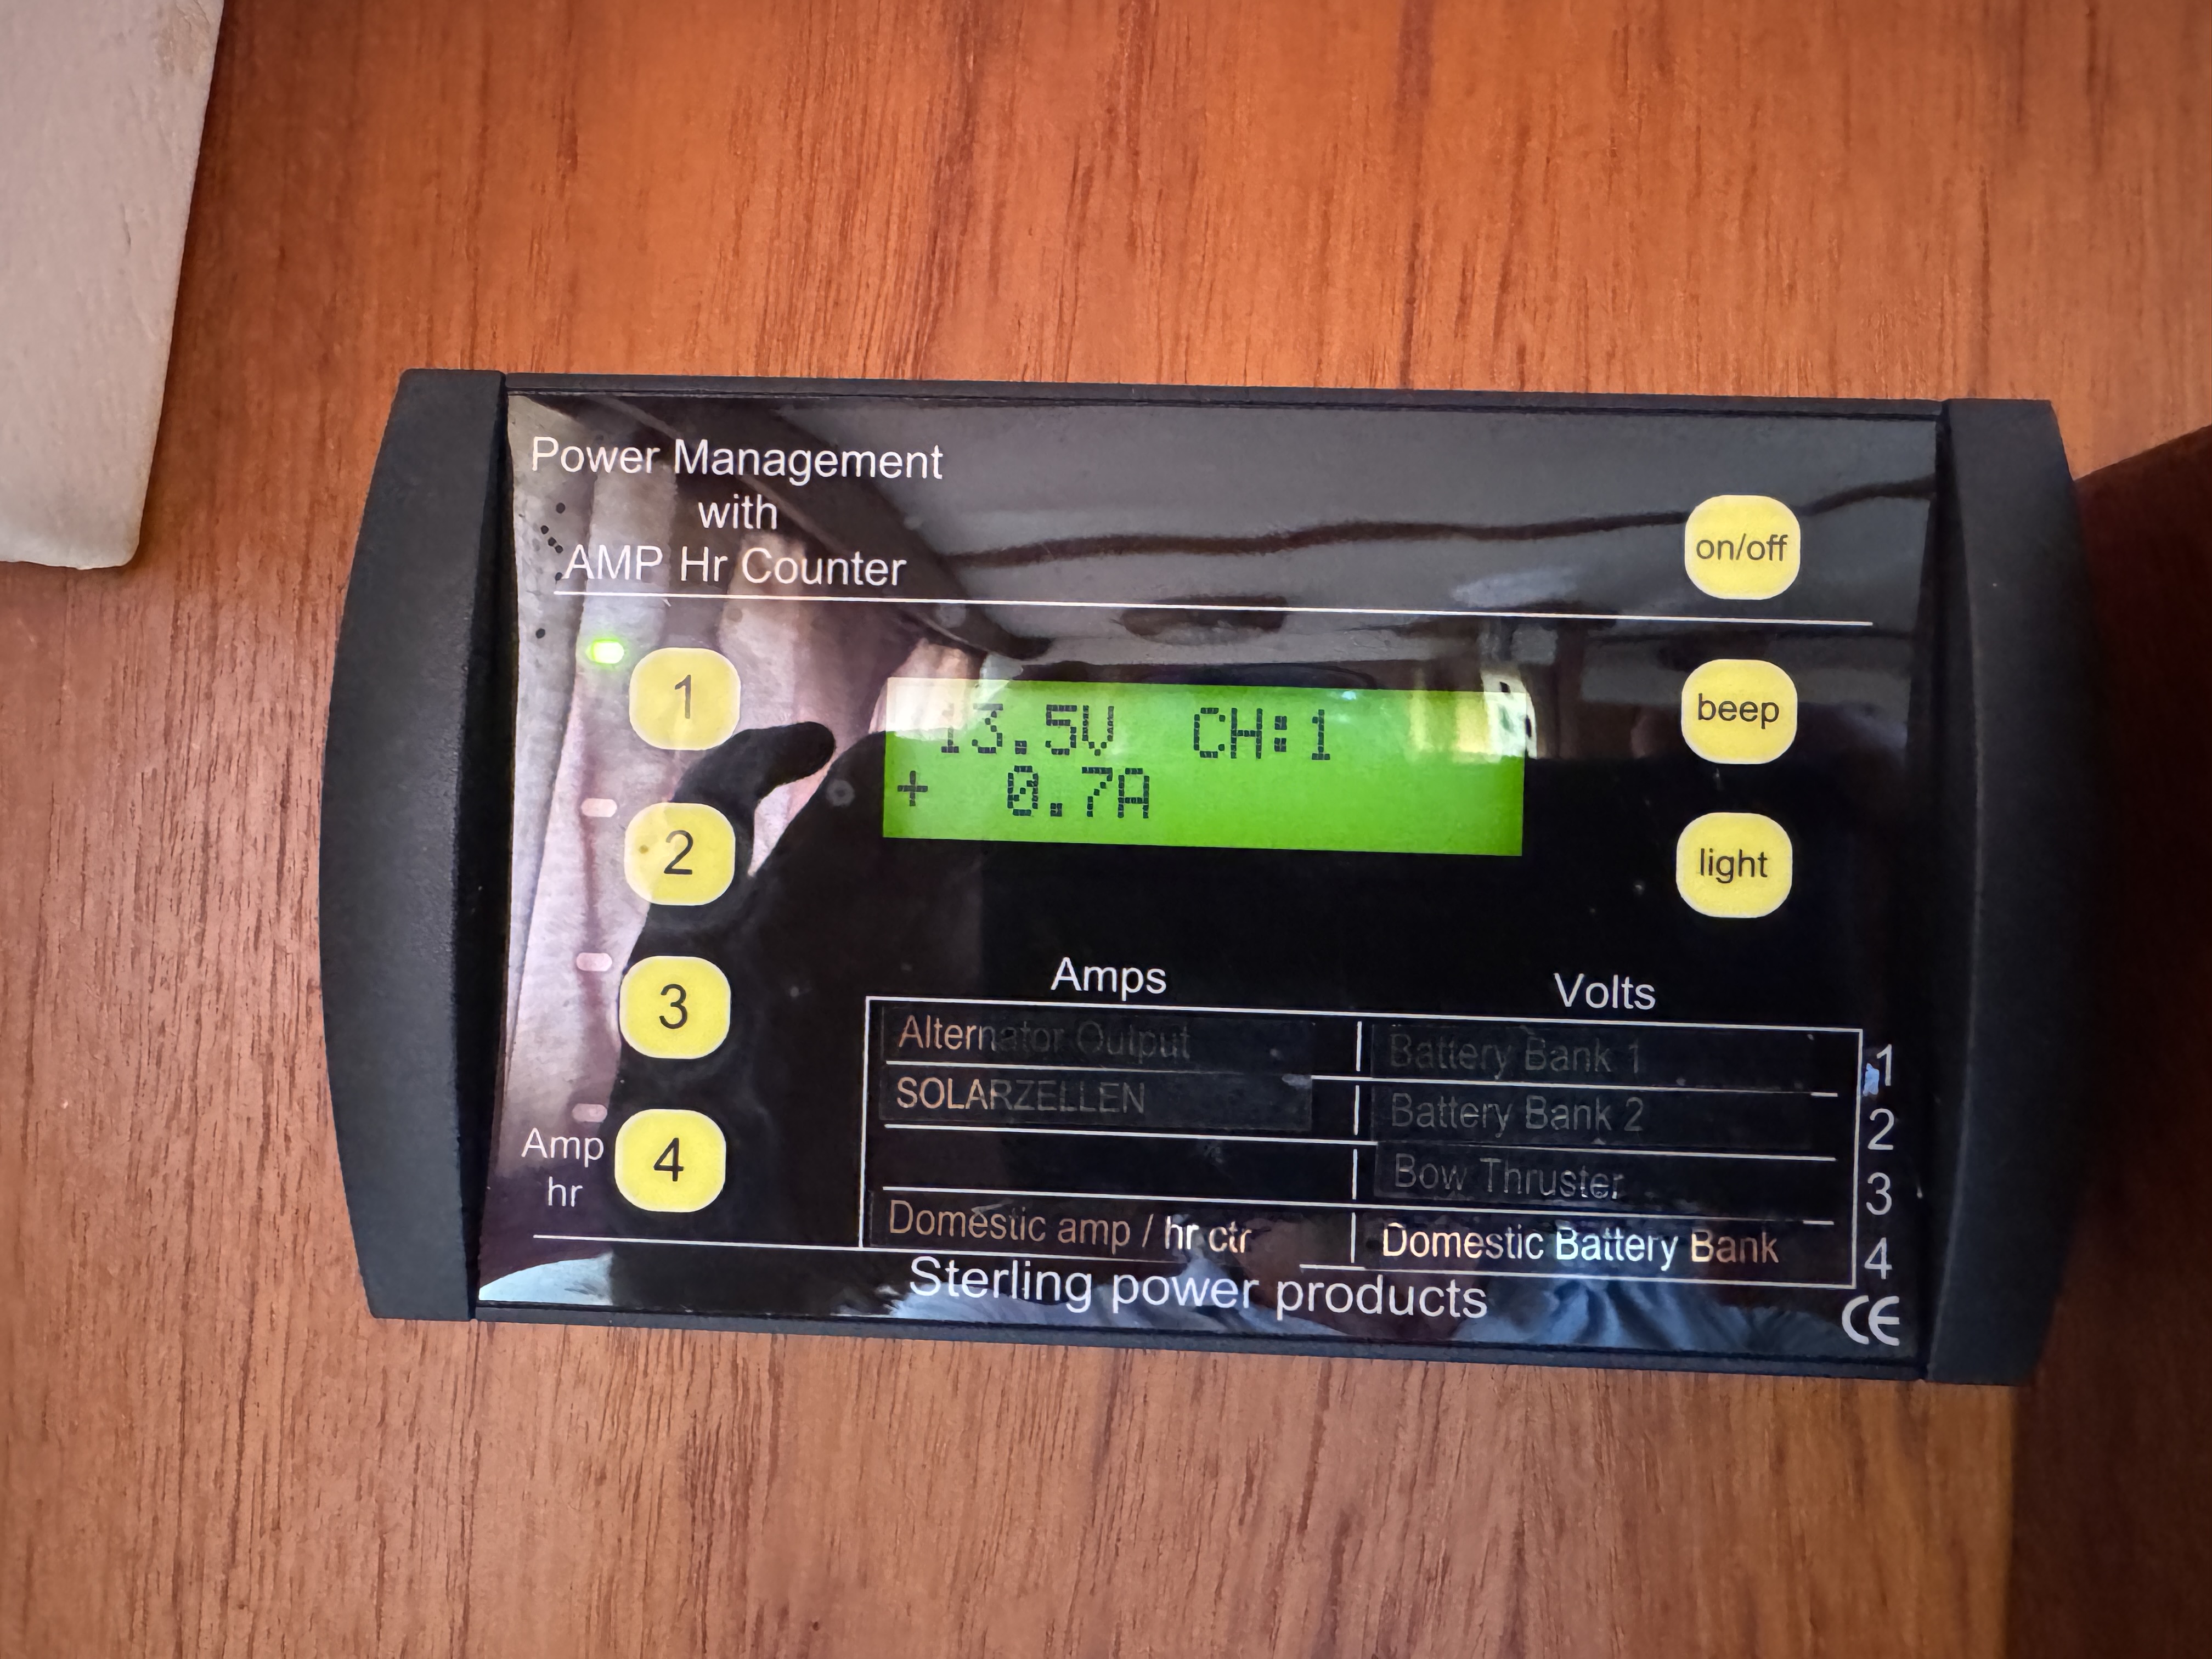 Power Management
with
AMP Hr Counter
on/off
1
13.5V CH:1
+ 0.7A
beep
2
light
3
Amps Volts
Alternator Output Battery Bank 1 1
SOLARZELLEN Battery Bank 2 2
Bow Thruster 3
Amp
hr
4
Domestic amp / hr ctr Domestic Battery Bank 4
Sterling power products
CE